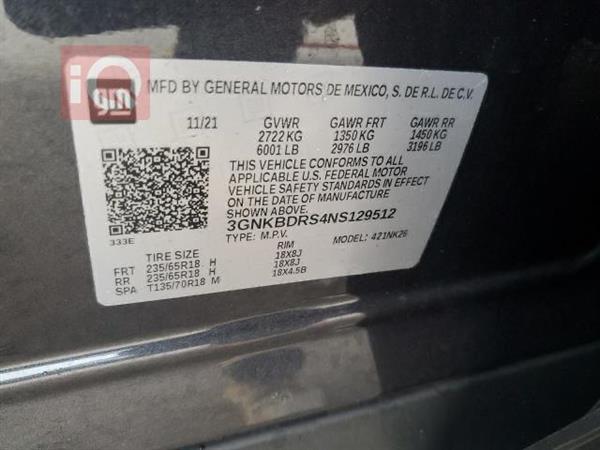 iQ
gm
MFD BY GENERAL MOTORS DE MEXICO, S. DE R.L. DE C.V.
11/21 GVWR GAWR FRT GAWR RR
2722 KG 1350 KG 1450 KG
6001 LB 2976 LB 3196 LB
THIS VEHICLE CONFORMS TO ALL
APPLICABLE U.S. FEDERAL MOTOR
VEHICLE SAFETY STANDARDS IN EFFECT
ON THE DATE OF MANUFACTURE
SHOWN ABOVE.
3GNKBDRS4NS129512
333E TYPE: M.P.V. MODEL: 421NK26
TIRE SIZE RIM
FRT 235/65R18 H 18X8J
RR 235/65R18 H 18X8J
SPA T135/70R18 M 18X4.5B